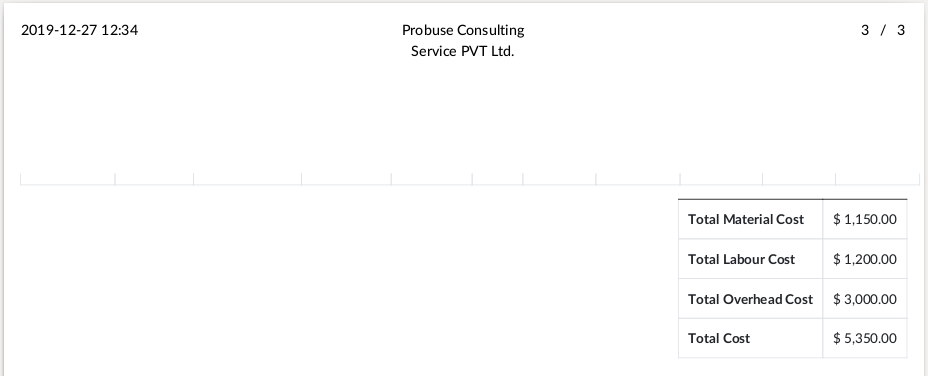 2019-12-27 12:34
Probuse Consulting
Service PVT Ltd.
3 / 3
Total Material Cost $ 1,150.00
Total Labour Cost $ 1,200.00
Total Overhead Cost $ 3,000.00
Total Cost $ 5,350.00